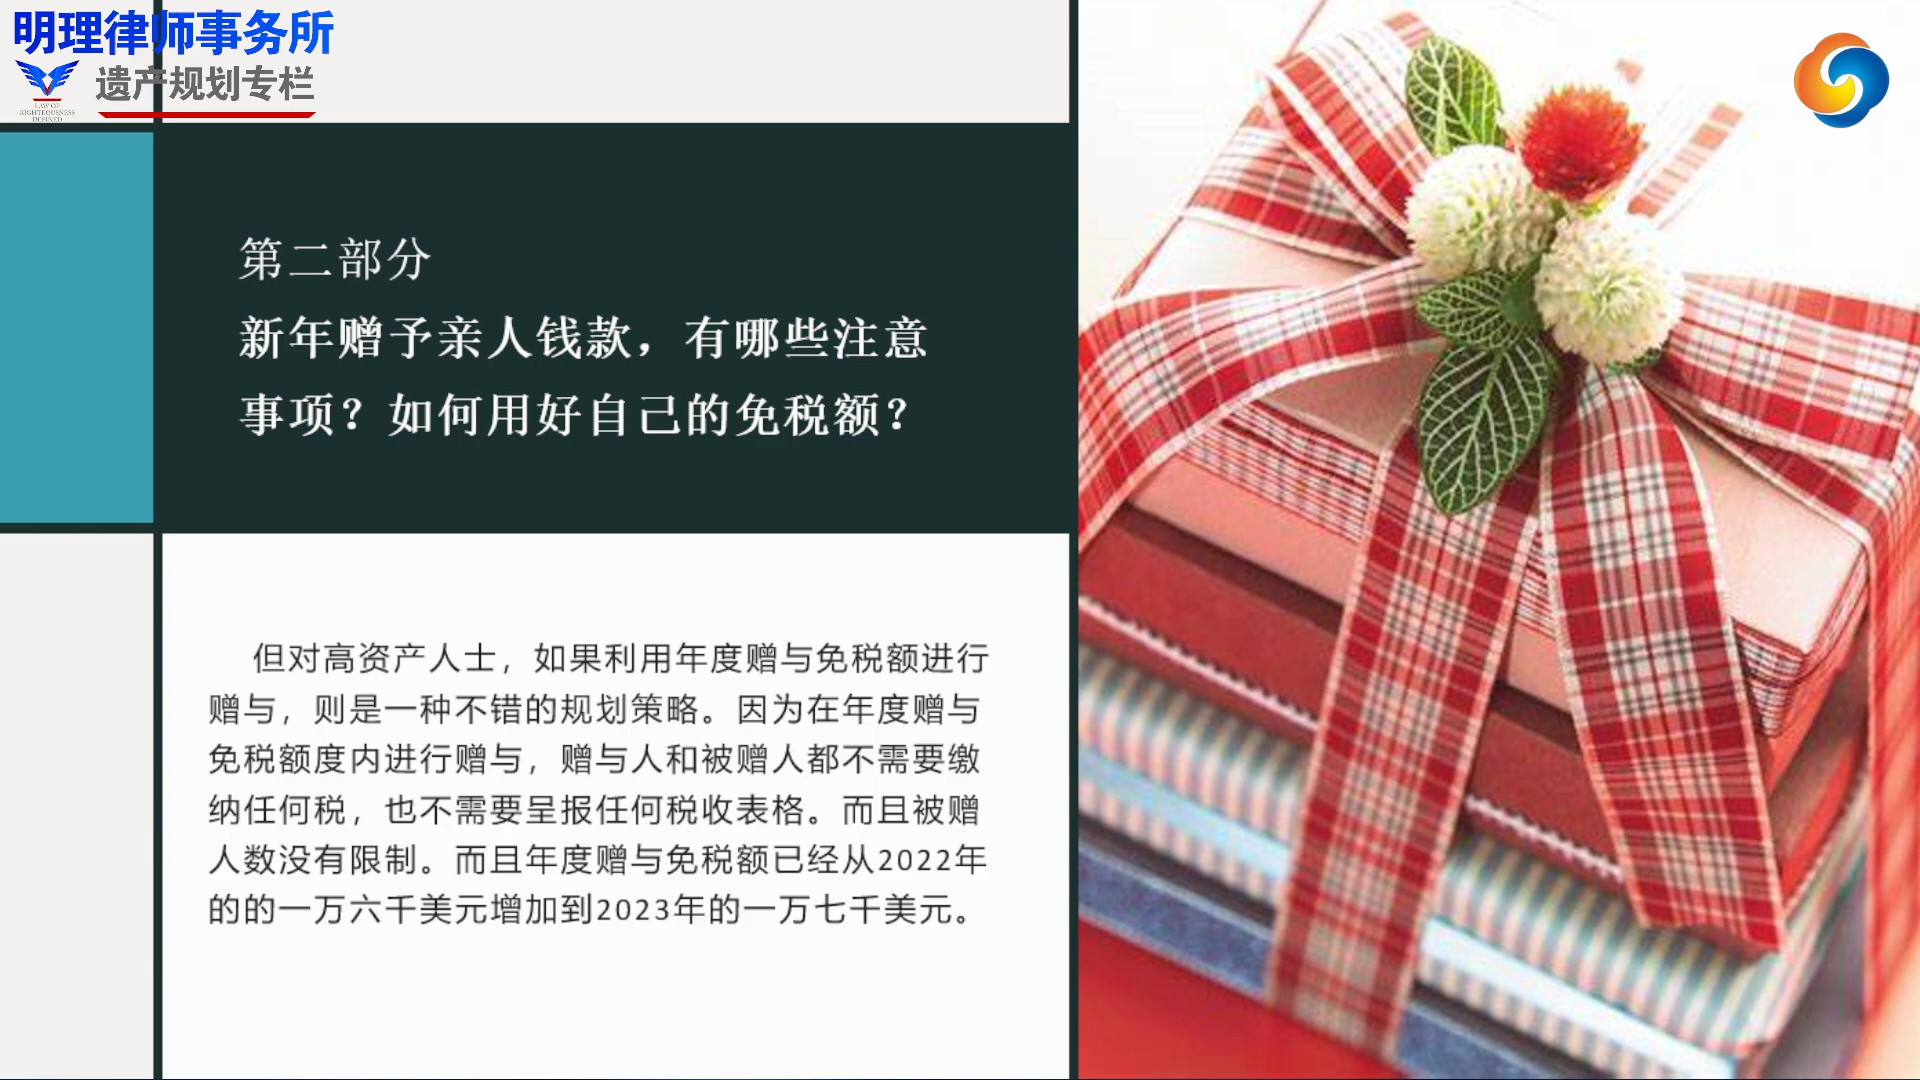 明理律师事务所
遗产规划专栏
LAW OF
RIGHTEOUSNESS
DEFINED
第二部分
新年赠予亲人钱款，有哪些注意
事项？如何用好自己的免税额？
但对高资产人士，如果利用年度赠与免税额进行
赠与，则是一种不错的规划策略。因为在年度赠与
免税额度内进行赠与，赠与人和被赠人都不需要缴
纳任何税，也不需要呈报任何税收表格。而且被赠
人数没有限制。而且年度赠与免税额已经从2022年
的的一万六千美元增加到2023年的一万七千美元。